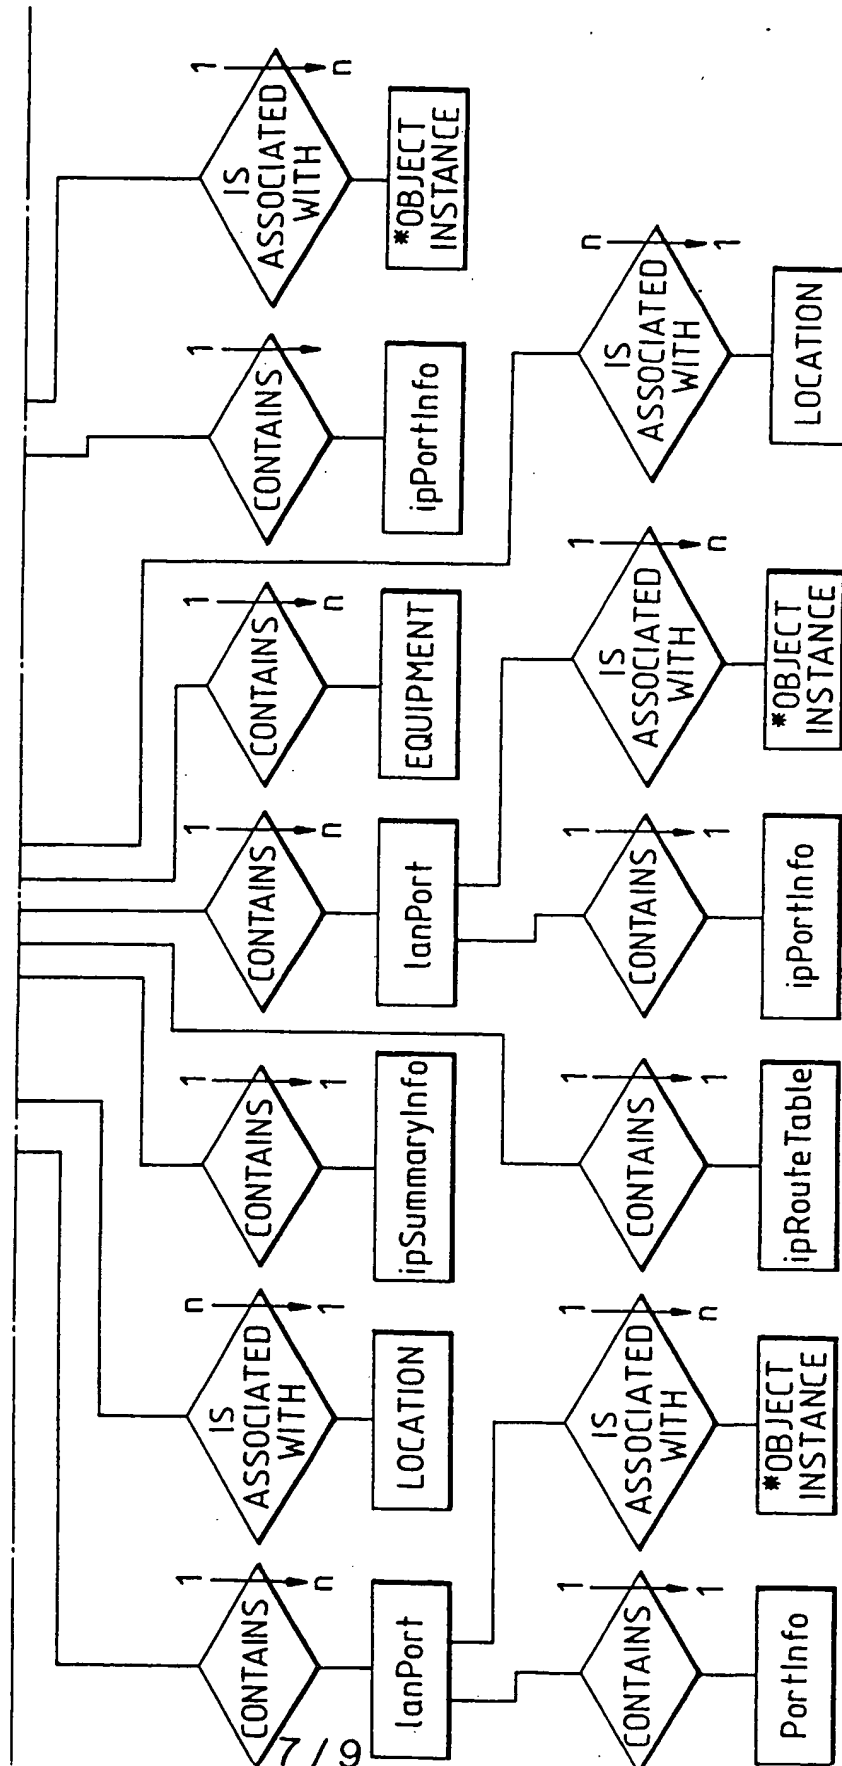 1
n
CONTAINS
lanPort
n
1
IS
ASSOCIATED
WITH
LOCATION
1
1
CONTAINS
ipSummaryInfo
1
n
CONTAINS
lanPort
1
n
CONTAINS
EQUIPMENT
1
CONTAINS
ipPortInfo
1
n
IS
ASSOCIATED
WITH
*OBJECT
INSTANCE
1
1
CONTAINS
PortInfo
1
n
IS
ASSOCIATED
WITH
*OBJECT
INSTANCE
1
1
CONTAINS
ipRouteTable
1
1
CONTAINS
ipPortInfo
1
n
IS
ASSOCIATED
WITH
*OBJECT
INSTANCE
n
1
IS
ASSOCIATED
WITH
LOCATION
7/9